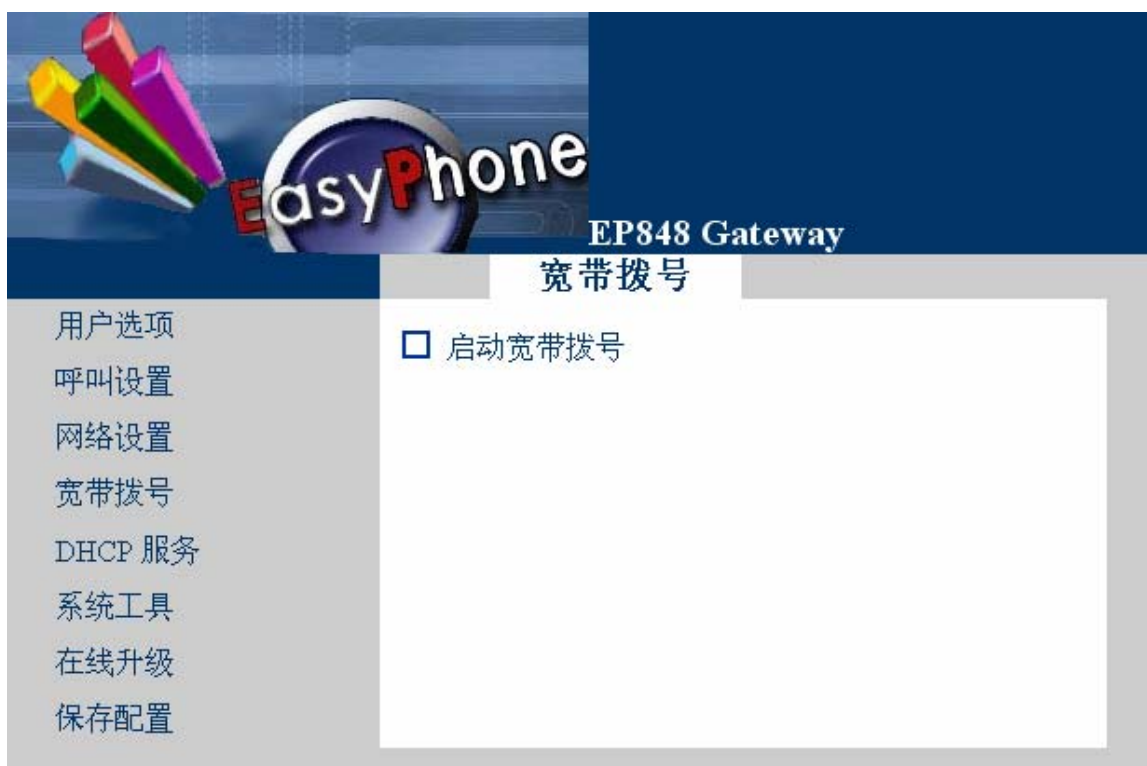 EasyPhone
EP848 Gateway
宽带拨号
用户选项
呼叫设置
网络设置
宽带拨号
DHCP 服务
系统工具
在线升级
保存配置
启动宽带拨号